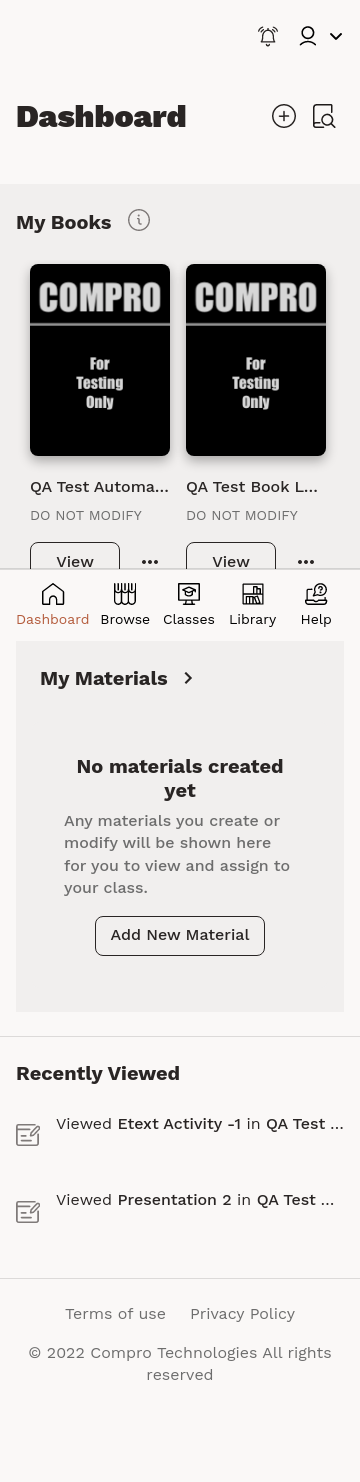 Dashboard
My Books
COMPRO
For
Testing
Only
COMPRO
For
Testing
Only
QA Test Automa...
QA Test Book L...
DO NOT MODIFY
DO NOT MODIFY
View
View
Dashboard
Browse
Classes
Library
Help
My Materials
No materials created
yet
Any materials you create or
modify will be shown here
for you to view and assign to
your class.
Add New Material
Recently Viewed
Viewed Etext Activity -1 in QA Test ...
Viewed Presentation 2 in QA Test ...
Terms of use
Privacy Policy
© 2022 Compro Technologies All rights
reserved